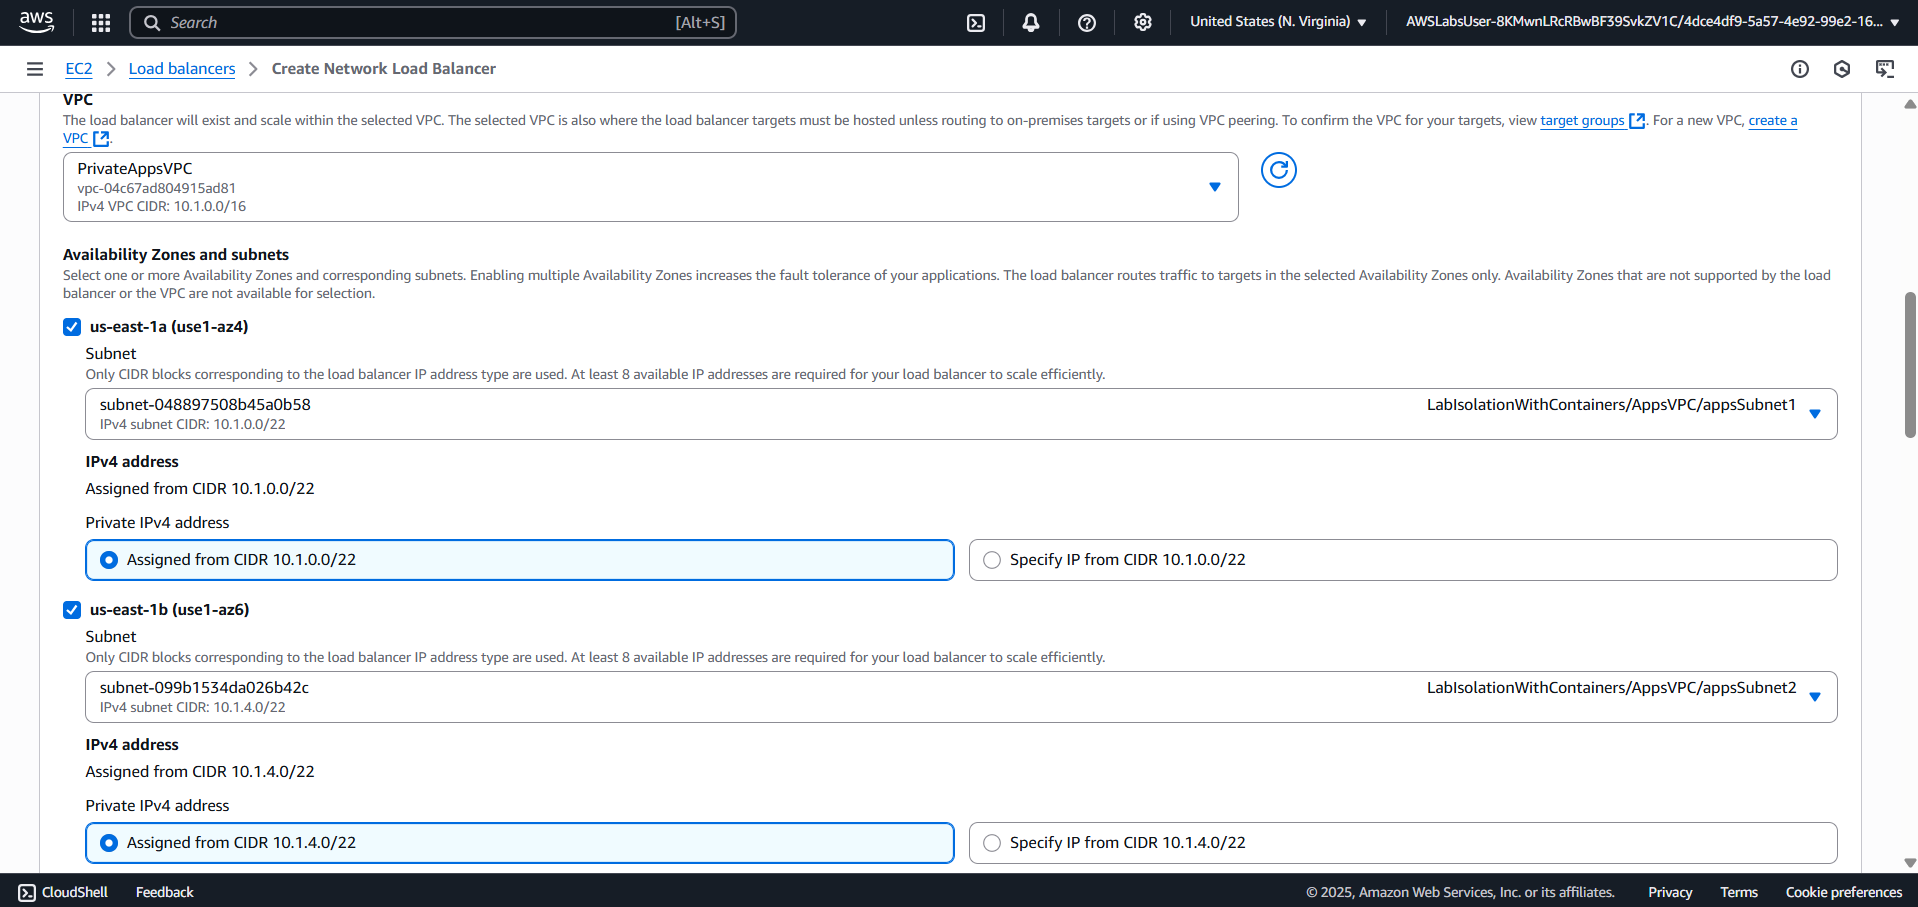 aws
Search [Alt+S]
United States (N. Virginia)
AWSLabsUser-8KMwnLRcRBwBF39SvkZV1C/4dce4df9-5a57-4e92-99e2-16...
EC2 > Load balancers > Create Network Load Balancer
VPC
The load balancer will exist and scale within the selected VPC. The selected VPC is also where the load balancer targets must be hosted unless routing to on-premises targets or if using VPC peering. To confirm the VPC for your targets, view target groups. For a new VPC, create a
VPC.
PrivateAppsVPC
vpc-04c67ad804915ad81
IPv4 VPC CIDR: 10.1.0.0/16
Availability Zones and subnets
Select one or more Availability Zones and corresponding subnets. Enabling multiple Availability Zones increases the fault tolerance of your applications. The load balancer routes traffic to targets in the selected Availability Zones only. Availability Zones that are not supported by the load
balancer or the VPC are not available for selection.
us-east-1a (use1-az4)
Subnet
Only CIDR blocks corresponding to the load balancer IP address type are used. At least 8 available IP addresses are required for your load balancer to scale efficiently.
subnet-048897508b45a0b58 LabIsolationWithContainers/AppsVPC/appsSubnet1
IPv4 subnet CIDR: 10.1.0.0/22
IPv4 address
Assigned from CIDR 10.1.0.0/22
Private IPv4 address
Assigned from CIDR 10.1.0.0/22 Specify IP from CIDR 10.1.0.0/22
us-east-1b (use1-az6)
Subnet
Only CIDR blocks corresponding to the load balancer IP address type are used. At least 8 available IP addresses are required for your load balancer to scale efficiently.
subnet-099b1534da026b42c LabIsolationWithContainers/AppsVPC/appsSubnet2
IPv4 subnet CIDR: 10.1.4.0/22
IPv4 address
Assigned from CIDR 10.1.4.0/22
Private IPv4 address
Assigned from CIDR 10.1.4.0/22 Specify IP from CIDR 10.1.4.0/22
CloudShell Feedback © 2025, Amazon Web Services, Inc. or its affiliates. Privacy Terms Cookie preferences